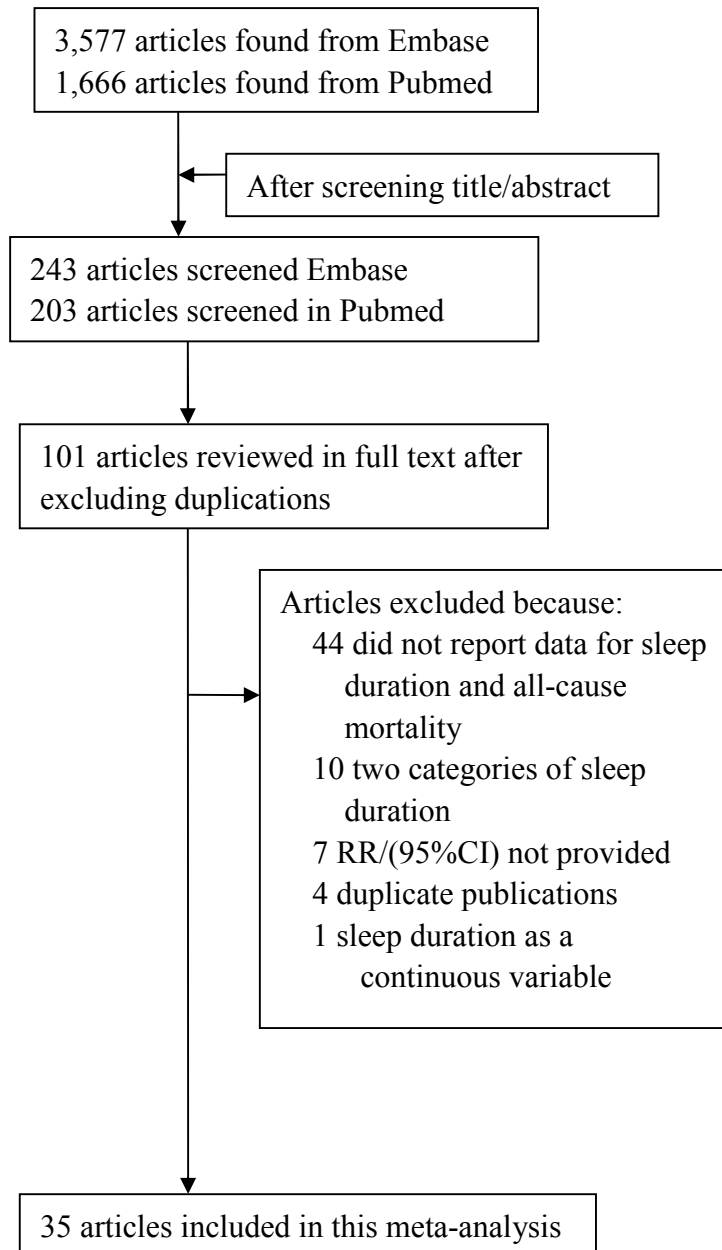 3,577 articles found from Embase
1,666 articles found from Pubmed
After screening title/abstract
243 articles screened Embase
203 articles screened in Pubmed
101 articles reviewed in full text after
excluding duplications
Articles excluded because:
44 did not report data for sleep
duration and all-cause
mortality
10 two categories of sleep
duration
7 RR/(95%CI) not provided
4 duplicate publications
1 sleep duration as a
continuous variable
35 articles included in this meta-analysis